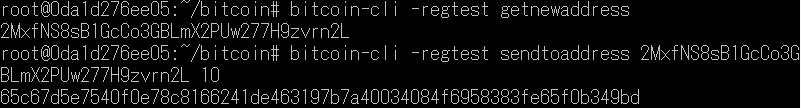 root@0da1d276ee05:~/bitcoin# bitcoin-cli -regtest getnewaddress
2MxfNS8sB1GcCo3GBLmX2PUw277H9zvrn2L
root@0da1d276ee05:~/bitcoin# bitcoin-cli -regtest sendtoaddress 2MxfNS8sB1GcCo3G
BLmX2PUw277H9zvrn2L 10
65c67d5e7540f0e78c8166241de463197b7a40034084f6958383fe65f0b349bd